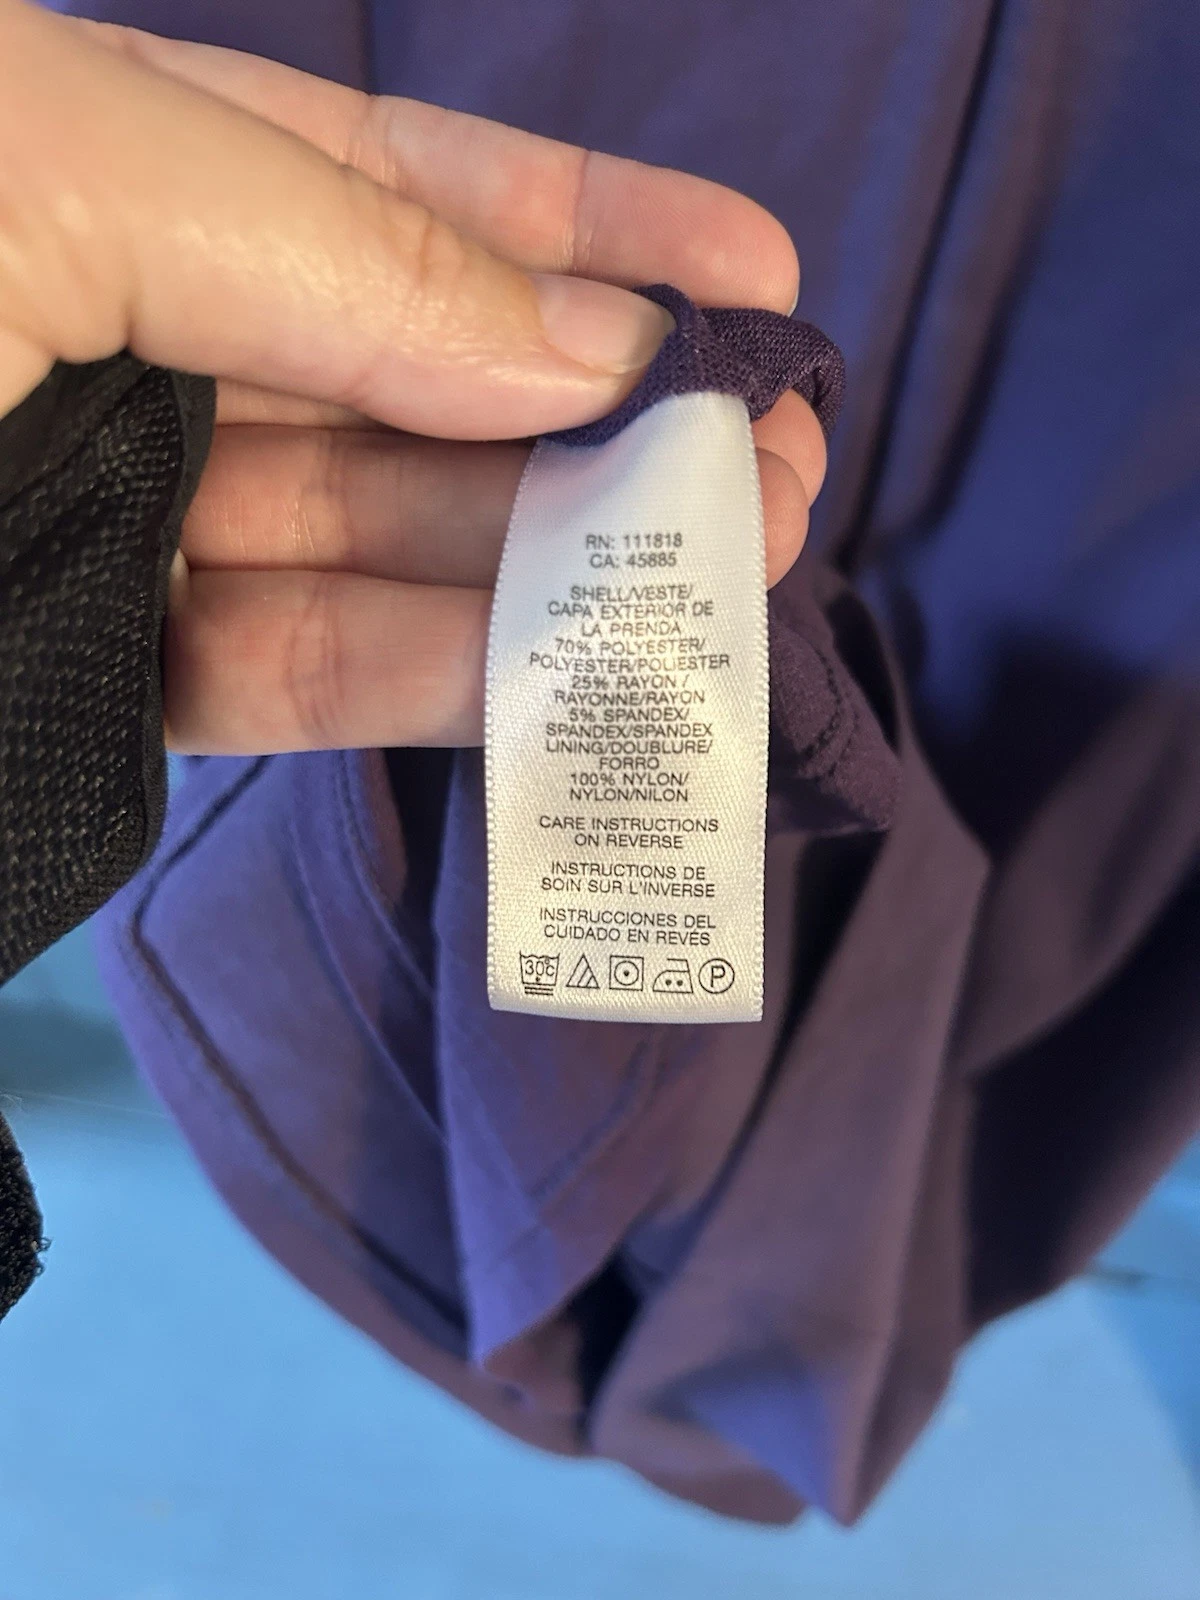 RN: 111818
CA: 45885
SHELL/VESTE/
CAPA EXTERIOR DE
LA PRENDA
70% POLYESTER/
POLYESTER/POLIESTER
25% RAYON /
RAYONNE/RAYON
5% SPANDEX/
SPANDEX/SPANDEX
LINING/DOUBLURE/
FORRO
100% NYLON/
NYLON/NILON
CARE INSTRUCTIONS
ON REVERSE
INSTRUCTIONS DE
SOIN SUR L'INVERSE
INSTRUCCIONES DEL
CUIDADO EN REVÉS
30°C P